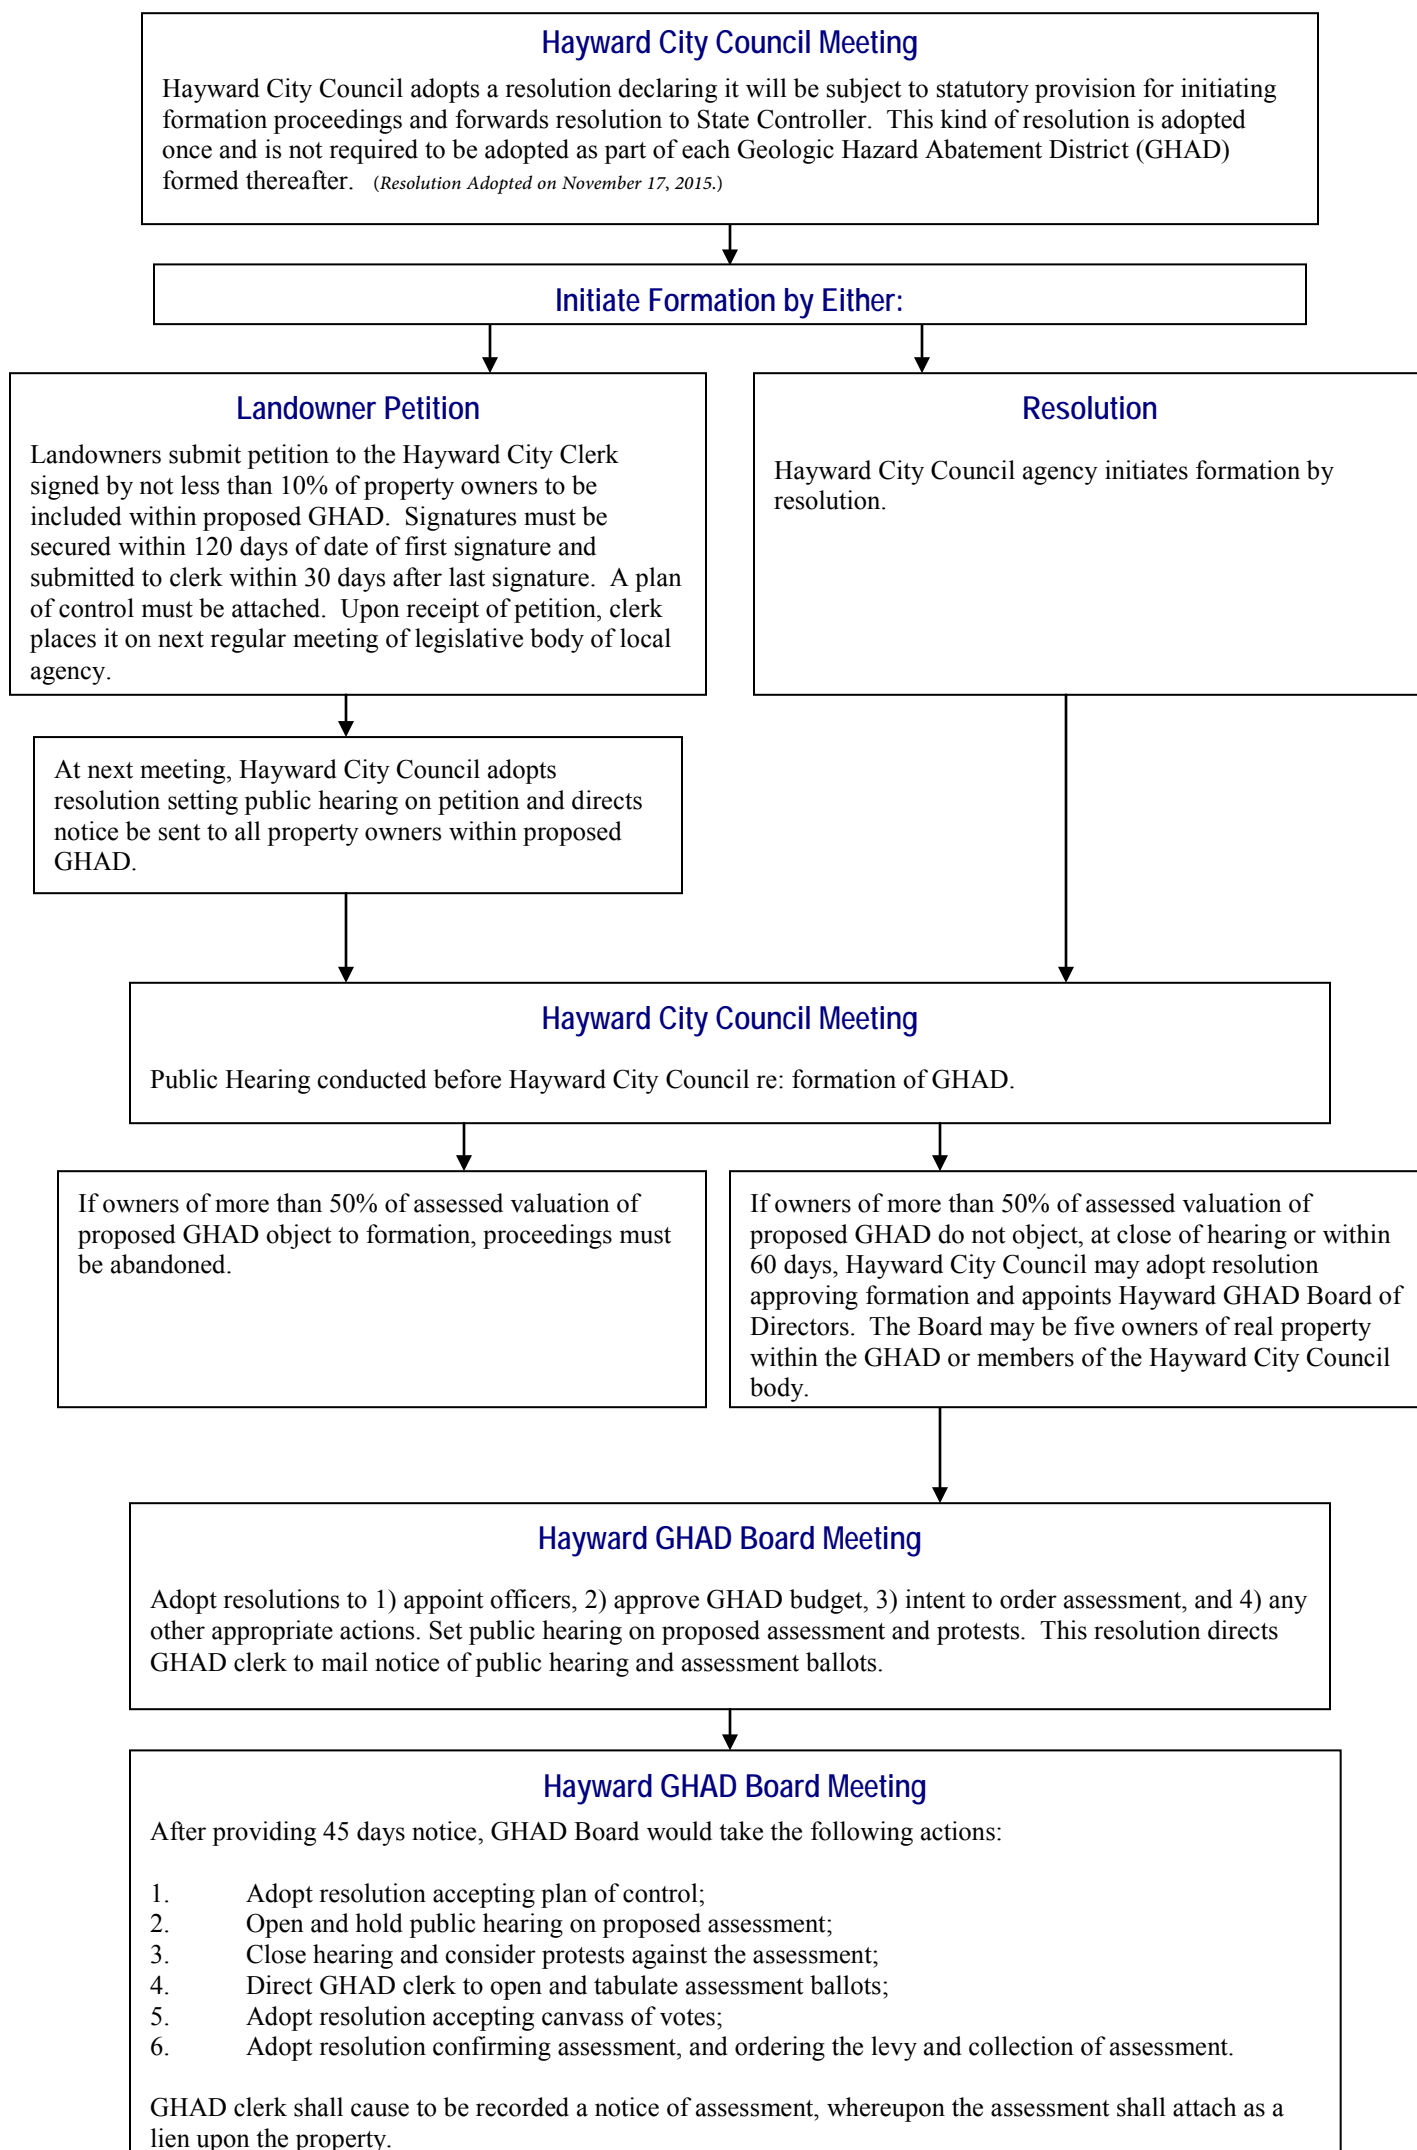 Hayward City Council Meeting
Hayward City Council adopts a resolution declaring it will be subject to statutory provision for initiating
formation proceedings and forwards resolution to State Controller.  This kind of resolution is adopted
once and is not required to be adopted as part of each Geologic Hazard Abatement District (GHAD)
formed thereafter.   (Resolution Adopted on November 17, 2015.)
Initiate Formation by Either:
Landowner Petition
Landowners submit petition to the Hayward City Clerk
signed by not less than 10% of property owners to be
included within proposed GHAD.  Signatures must be
secured within 120 days of date of first signature and
submitted to clerk within 30 days after last signature.  A plan
of control must be attached.  Upon receipt of petition, clerk
places it on next regular meeting of legislative body of local
agency.
Resolution
Hayward City Council agency initiates formation by
resolution.
At next meeting, Hayward City Council adopts
resolution setting public hearing on petition and directs
notice be sent to all property owners within proposed
GHAD.
Hayward City Council Meeting
Public Hearing conducted before Hayward City Council re: formation of GHAD.
If owners of more than 50% of assessed valuation of
proposed GHAD object to formation, proceedings must
be abandoned.
If owners of more than 50% of assessed valuation of
proposed GHAD do not object, at close of hearing or within
60 days, Hayward City Council may adopt resolution
approving formation and appoints Hayward GHAD Board of
Directors.  The Board may be five owners of real property
within the GHAD or members of the Hayward City Council
body.
Hayward GHAD Board Meeting
Adopt resolutions to 1) appoint officers, 2) approve GHAD budget, 3) intent to order assessment, and 4) any
other appropriate actions. Set public hearing on proposed assessment and protests.  This resolution directs
GHAD clerk to mail notice of public hearing and assessment ballots.
Hayward GHAD Board Meeting
After providing 45 days notice, GHAD Board would take the following actions:
1. Adopt resolution accepting plan of control;
2. Open and hold public hearing on proposed assessment;
3. Close hearing and consider protests against the assessment;
4. Direct GHAD clerk to open and tabulate assessment ballots;
5. Adopt resolution accepting canvass of votes;
6. Adopt resolution confirming assessment, and ordering the levy and collection of assessment.
GHAD clerk shall cause to be recorded a notice of assessment, whereupon the assessment shall attach as a
lien upon the property.